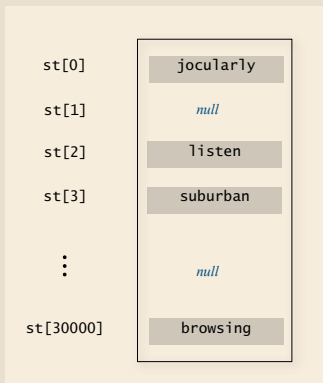 st[0] jocularly
st[1] null
st[2] listen
st[3] suburban
⋮ null
st[30000] browsing